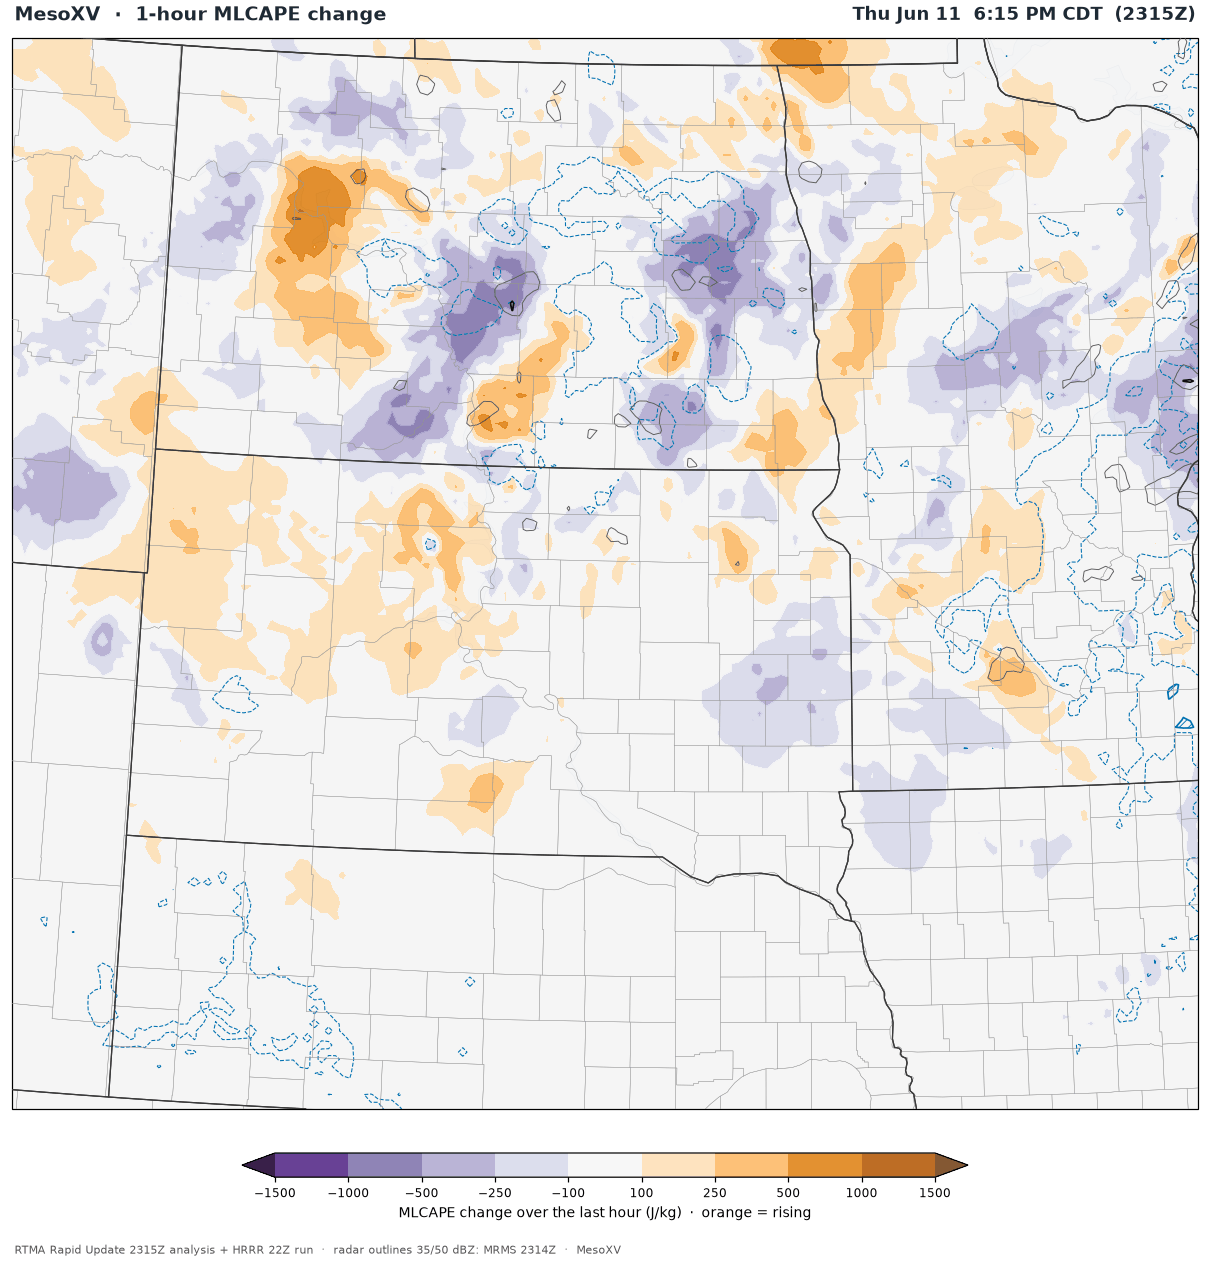 MesoXV · 1-hour MLCAPE change
Thu Jun 11 6:15 PM CDT (2315Z)
−1500 −1000 −500 −250 −100 100 250 500 1000 1500
MLCAPE change over the last hour (J/kg) · orange = rising
RTMA Rapid Update 2315Z analysis + HRRR 22Z run · radar outlines 35/50 dBZ: MRMS 2314Z · MesoXV